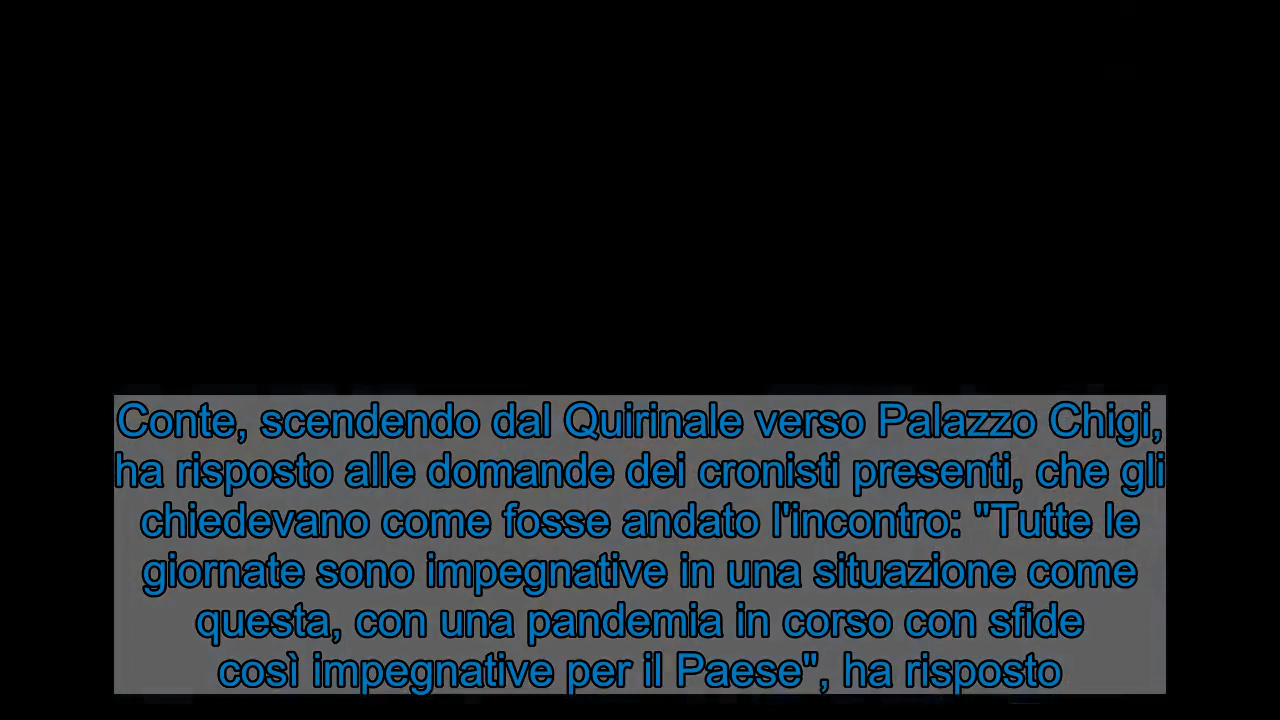 Conte, scendendo dal Quirinale verso Palazzo Chigi,
ha risposto alle domande dei cronisti presenti, che gli
chiedevano come fosse andato l'incontro: "Tutte le
giornate sono impegnative in una situazione come
questa, con una pandemia in corso con sfide
così impegnative per il Paese", ha risposto